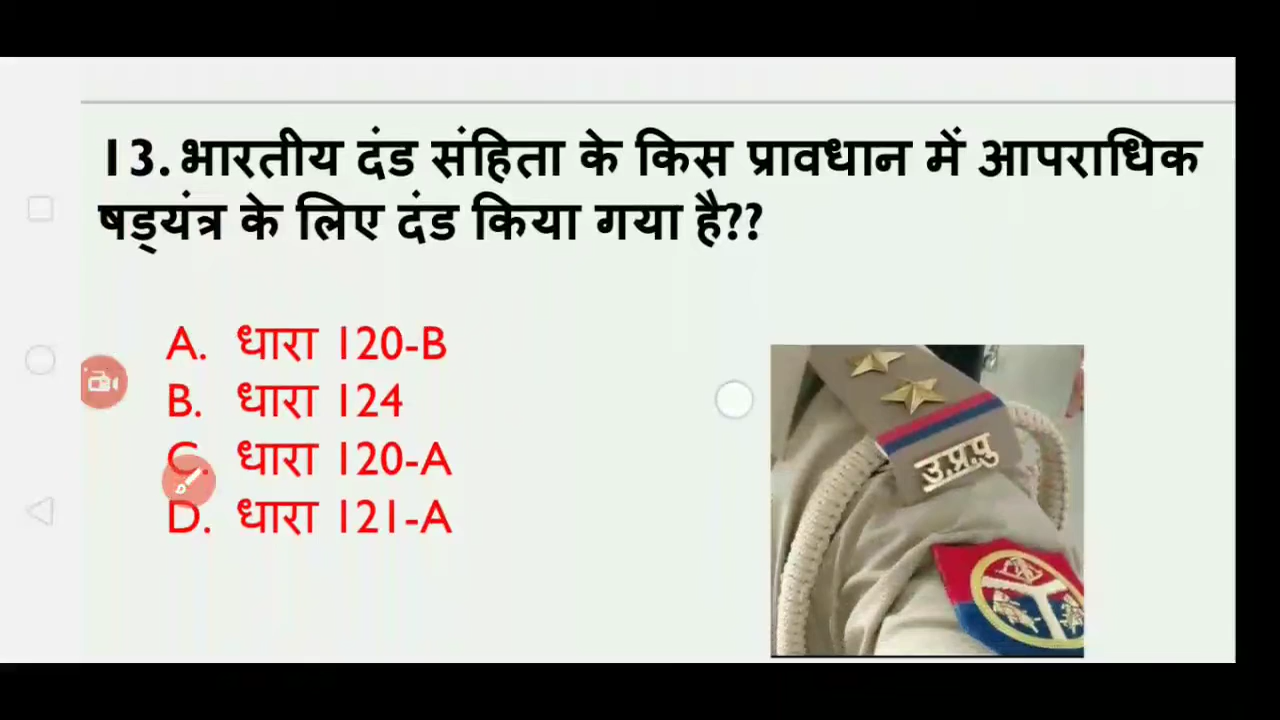 13. भारतीय दंड संहिता के किस प्रावधान में आपराधिक
षड्यंत्र के लिए दंड किया गया है??
A. धारा 120-B
B. धारा 124
C. धारा 120-A
D. धारा 121-A
उ.प्र.पु